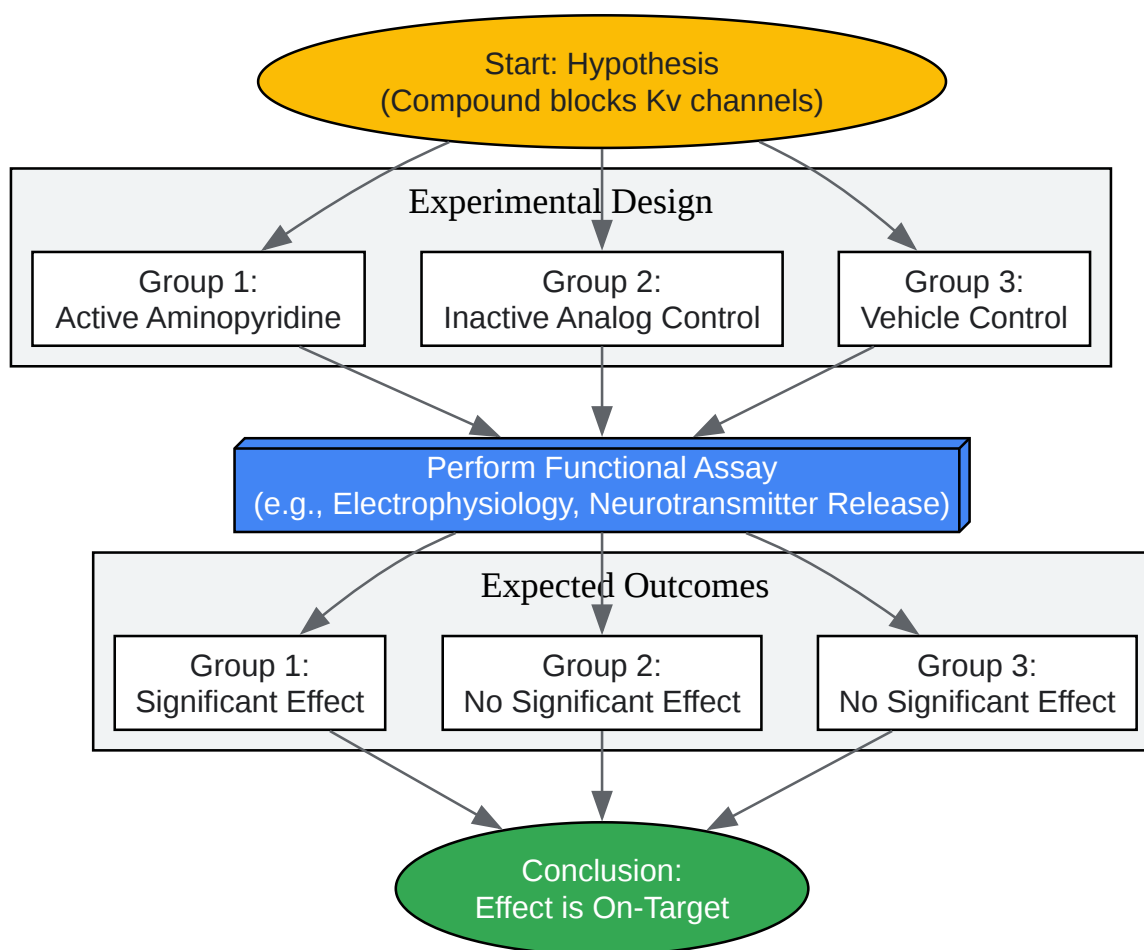 Start: Hypothesis
(Compound blocks Kv channels)
Experimental Design
Group 1:
Active Aminopyridine
Group 2:
Inactive Analog Control
Group 3:
Vehicle Control
Perform Functional Assay
(e.g., Electrophysiology, Neurotransmitter Release)
Expected Outcomes
Group 1:
Significant Effect
Group 2:
No Significant Effect
Group 3:
No Significant Effect
Conclusion:
Effect is On-Target